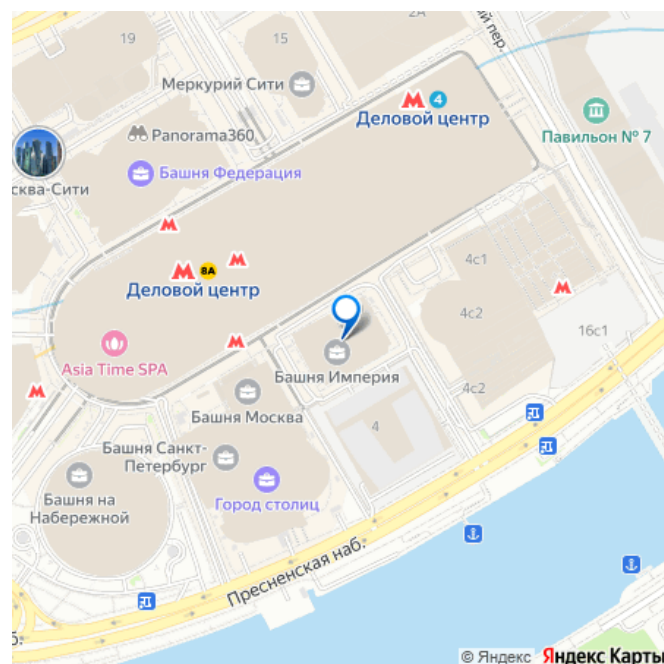 2А
19
15
ый пер.
Меркурий Сити
4
Деловой центр
Panorama360
Павильон № 7
Башня Федерация
сква-Сити
8А
Деловой центр
4с1
4с2
16с1
Asia Time SPA
Башня Империя
4с2
Башня Москва
4
Башня Санкт-
Петербург
Башня на
Набережной
Город столиц
Пресненская наб.
б.
© Яндекс Яндекс Карты